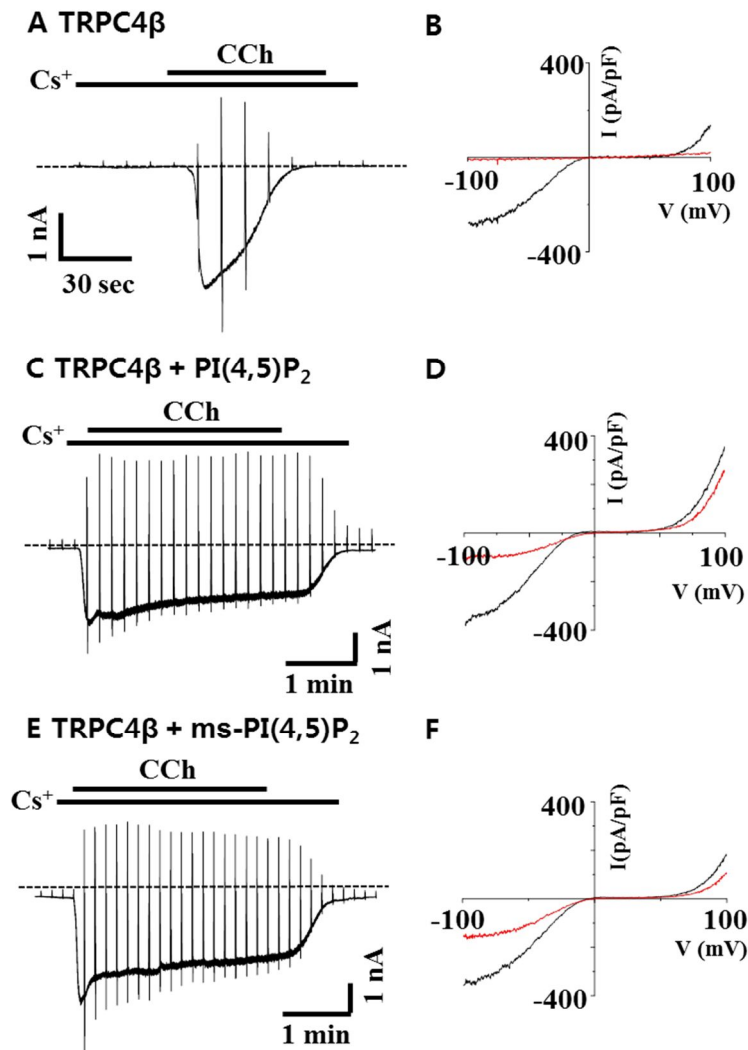 A TRPC4β
CCh
Cs⁺
1 nA
30 sec
B
400
I (pA/pF)
-100
100
V (mV)
-400
C TRPC4β + PI(4,5)P₂
CCh
Cs⁺
1 nA
1 min
D
400
I (pA/pF)
-100
100
V (mV)
-400
E TRPC4β + ms-PI(4,5)P₂
CCh
Cs⁺
1 nA
1 min
F
400
I(pA/pF)
-100
100
V (mV)
-400